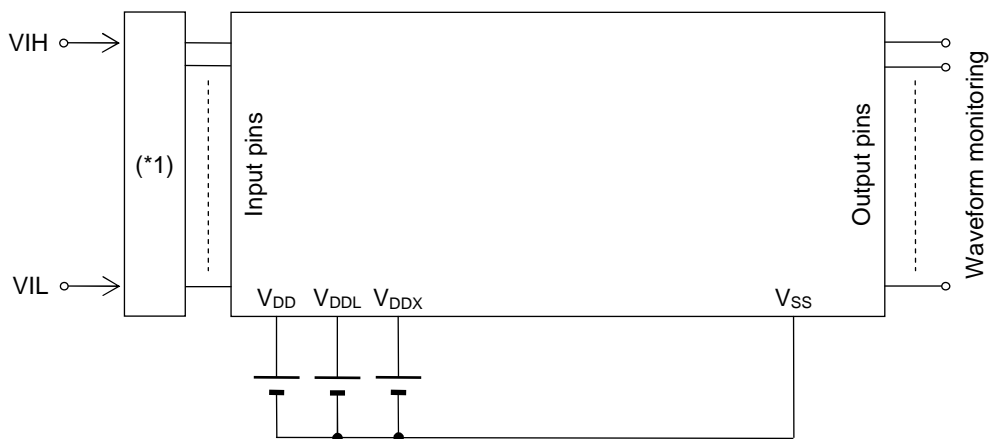 VIH
VIL
(*1)
Input pins
Output pins
Waveform monitoring
VDD
VDDL
VDDX
VSS